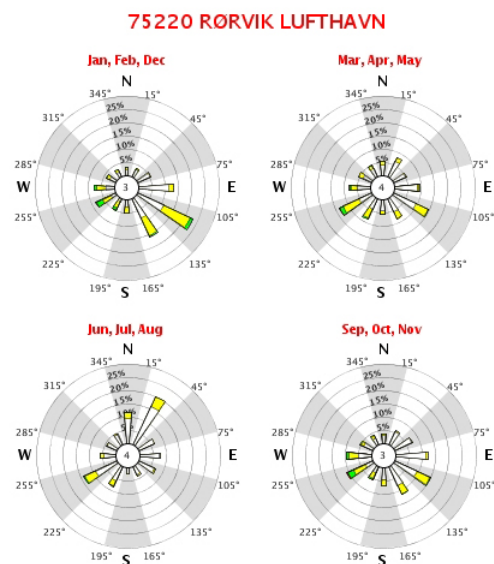 75220 RØRVIK LUFTHAVN
Jan, Feb, Dec
N
345° 15°
315° 45°
25%
20%
15%
10%
5%
285° 75°
W 3 E
255° 105°
225° 135°
195° 165°
S
Mar, Apr, May
N
345° 15°
315° 45°
25%
20%
15%
10%
5%
285° 75°
W 4 E
255° 105°
225° 135°
195° 165°
S
Jun, Jul, Aug
N
345° 15°
315° 45°
25%
20%
15%
10%
5%
285° 75°
W 4 E
255° 105°
225° 135°
195° 165°
S
Sep, Oct, Nov
N
345° 15°
315° 45°
25%
20%
15%
10%
5%
285° 75°
W 3 E
255° 105°
225° 135°
195° 165°
S